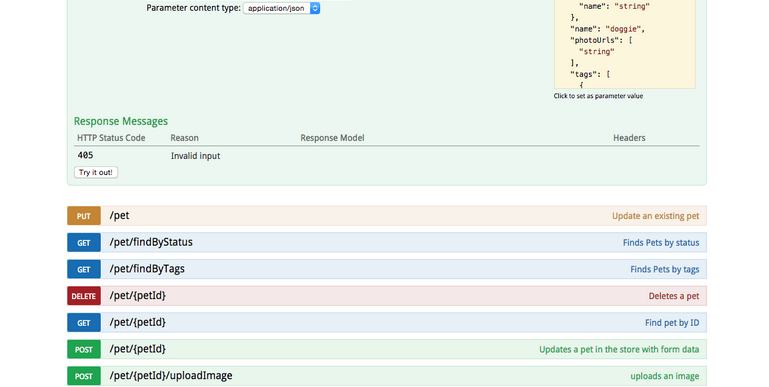 "name": "string"
Parameter content type: application/json
},
"name": "doggie",
"photoUrls": [
"string"
],
"tags": [
{
Click to set as parameter value
Response Messages
HTTP Status Code Reason Response Model Headers
405 Invalid input
Try it out!
PUT /pet Update an existing pet
GET /pet/findByStatus Finds Pets by status
GET /pet/findByTags Finds Pets by tags
DELETE /pet/{petId} Deletes a pet
GET /pet/{petId} Find pet by ID
POST /pet/{petId} Updates a pet in the store with form data
POST /pet/{petId}/uploadImage uploads an image